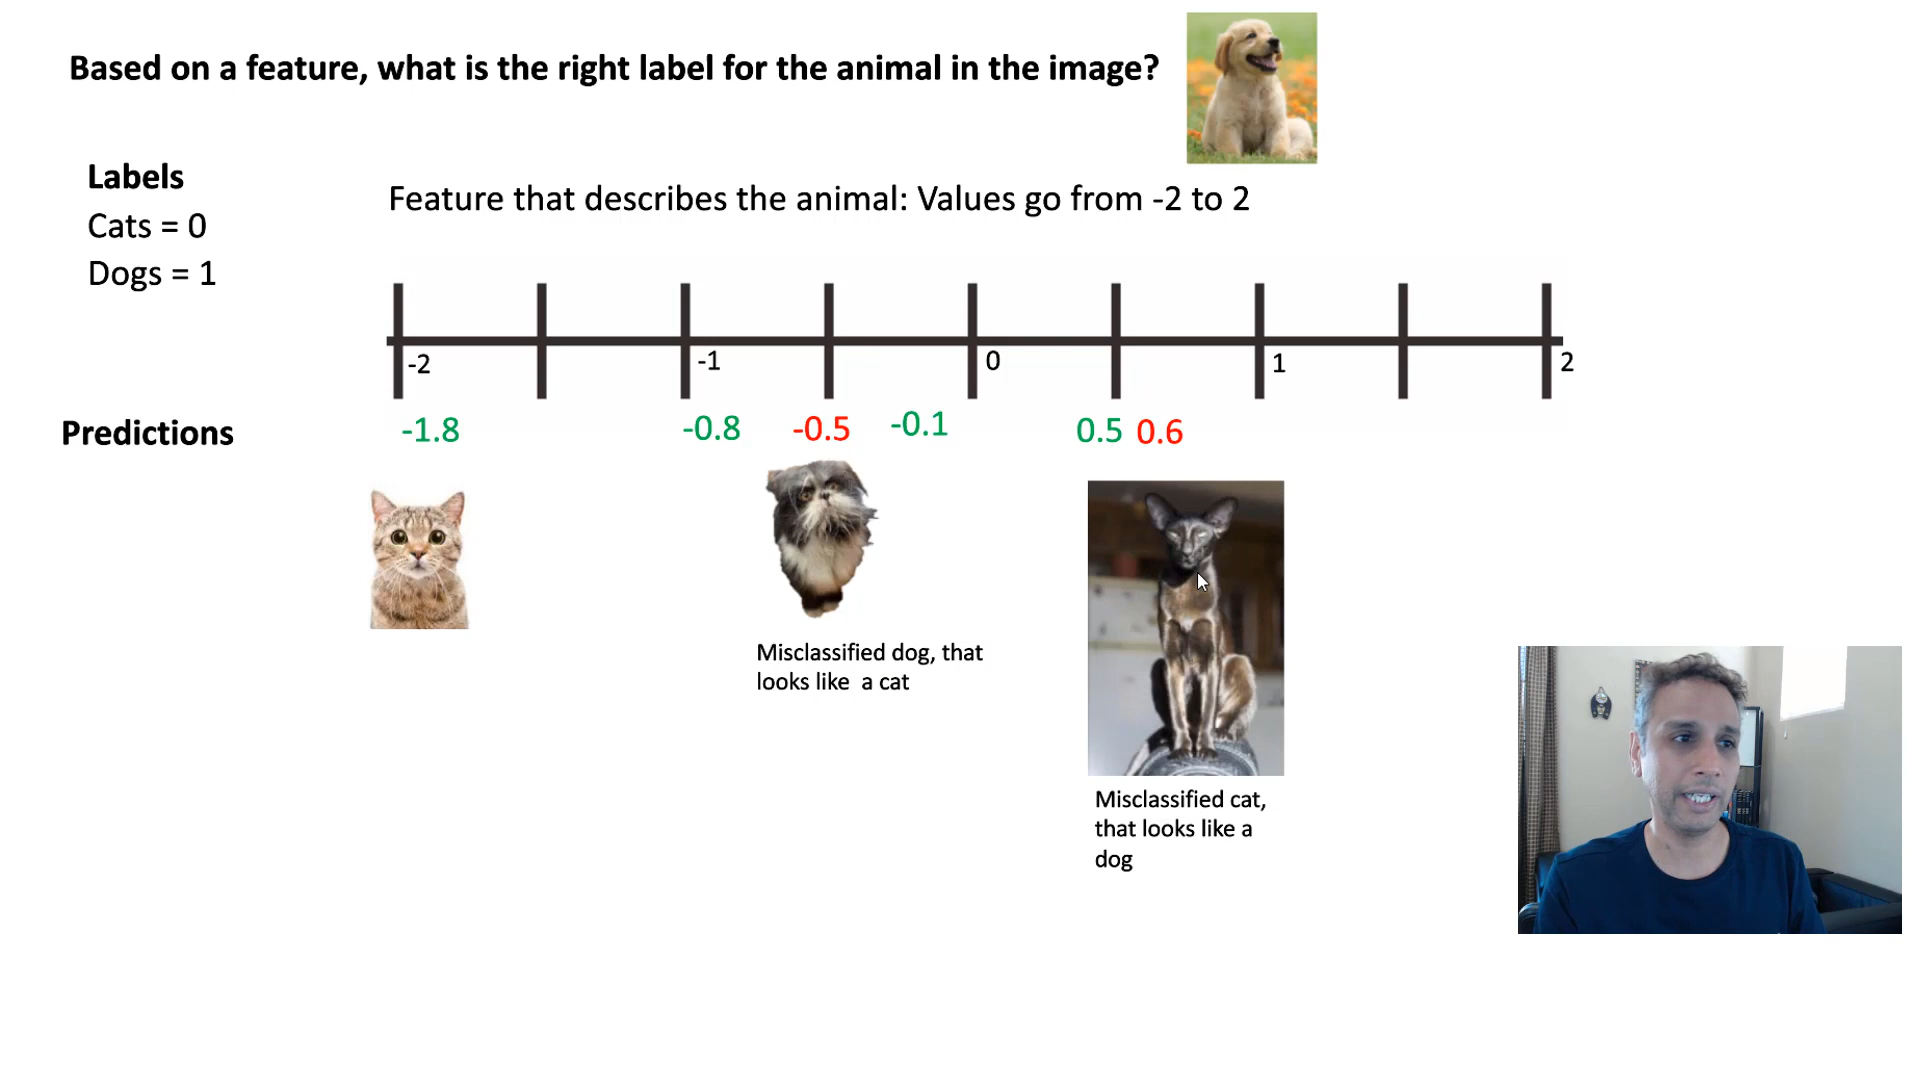 Based on a feature, what is the right label for the animal in the image?
Labels
Cats = 0
Dogs = 1
Feature that describes the animal: Values go from -2 to 2
-2 -1 0 1 2
Predictions -1.8 -0.8 -0.5 -0.1 0.5 0.6
Misclassified dog, that
looks like a cat
Misclassified cat,
that looks like a
dog